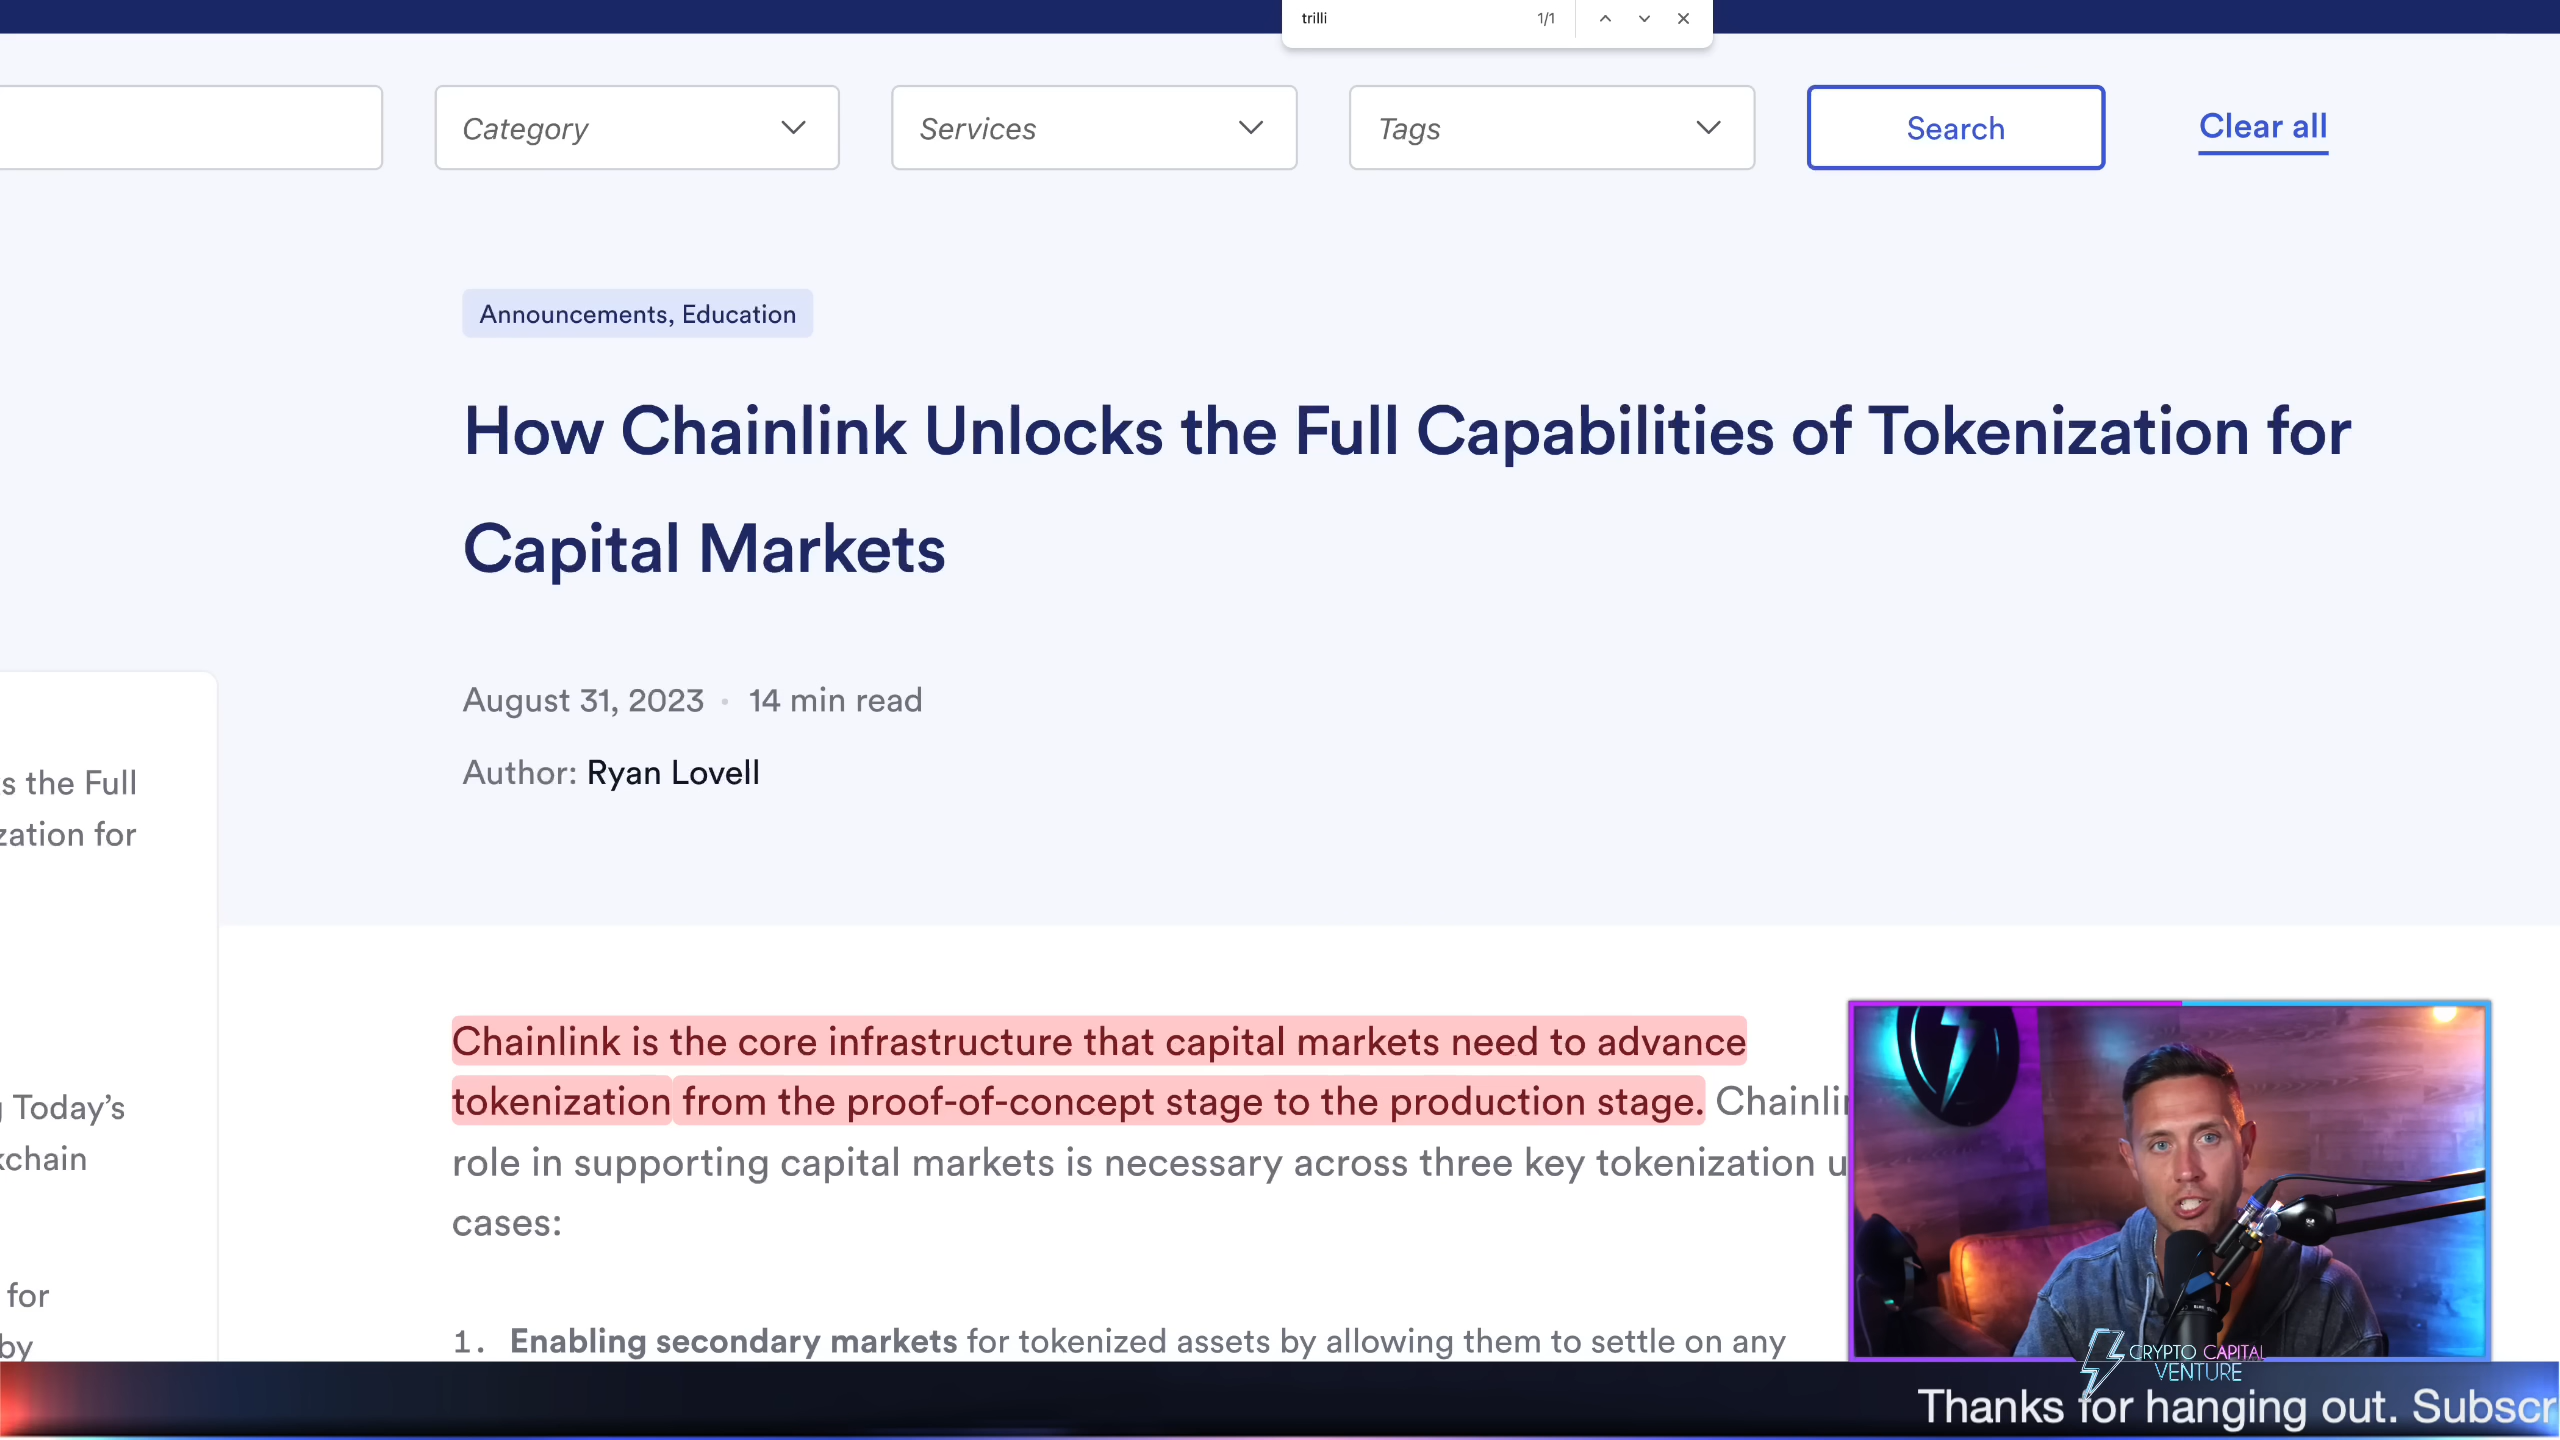 trilli 1/1
Category Services Tags Search Clear all
Announcements, Education
How Chainlink Unlocks the Full Capabilities of Tokenization for
Capital Markets
August 31, 2023 · 14 min read
Author: Ryan Lovell
s the Full
zation for
Today’s
chain
for
by
Chainlink is the core infrastructure that capital markets need to advance
tokenization from the proof-of-concept stage to the production stage. Chainlin
role in supporting capital markets is necessary across three key tokenization u
cases:
1. Enabling secondary markets for tokenized assets by allowing them to settle on any
CRYPTO CAPITAL
VENTURE
Thanks for hanging out. Subscr